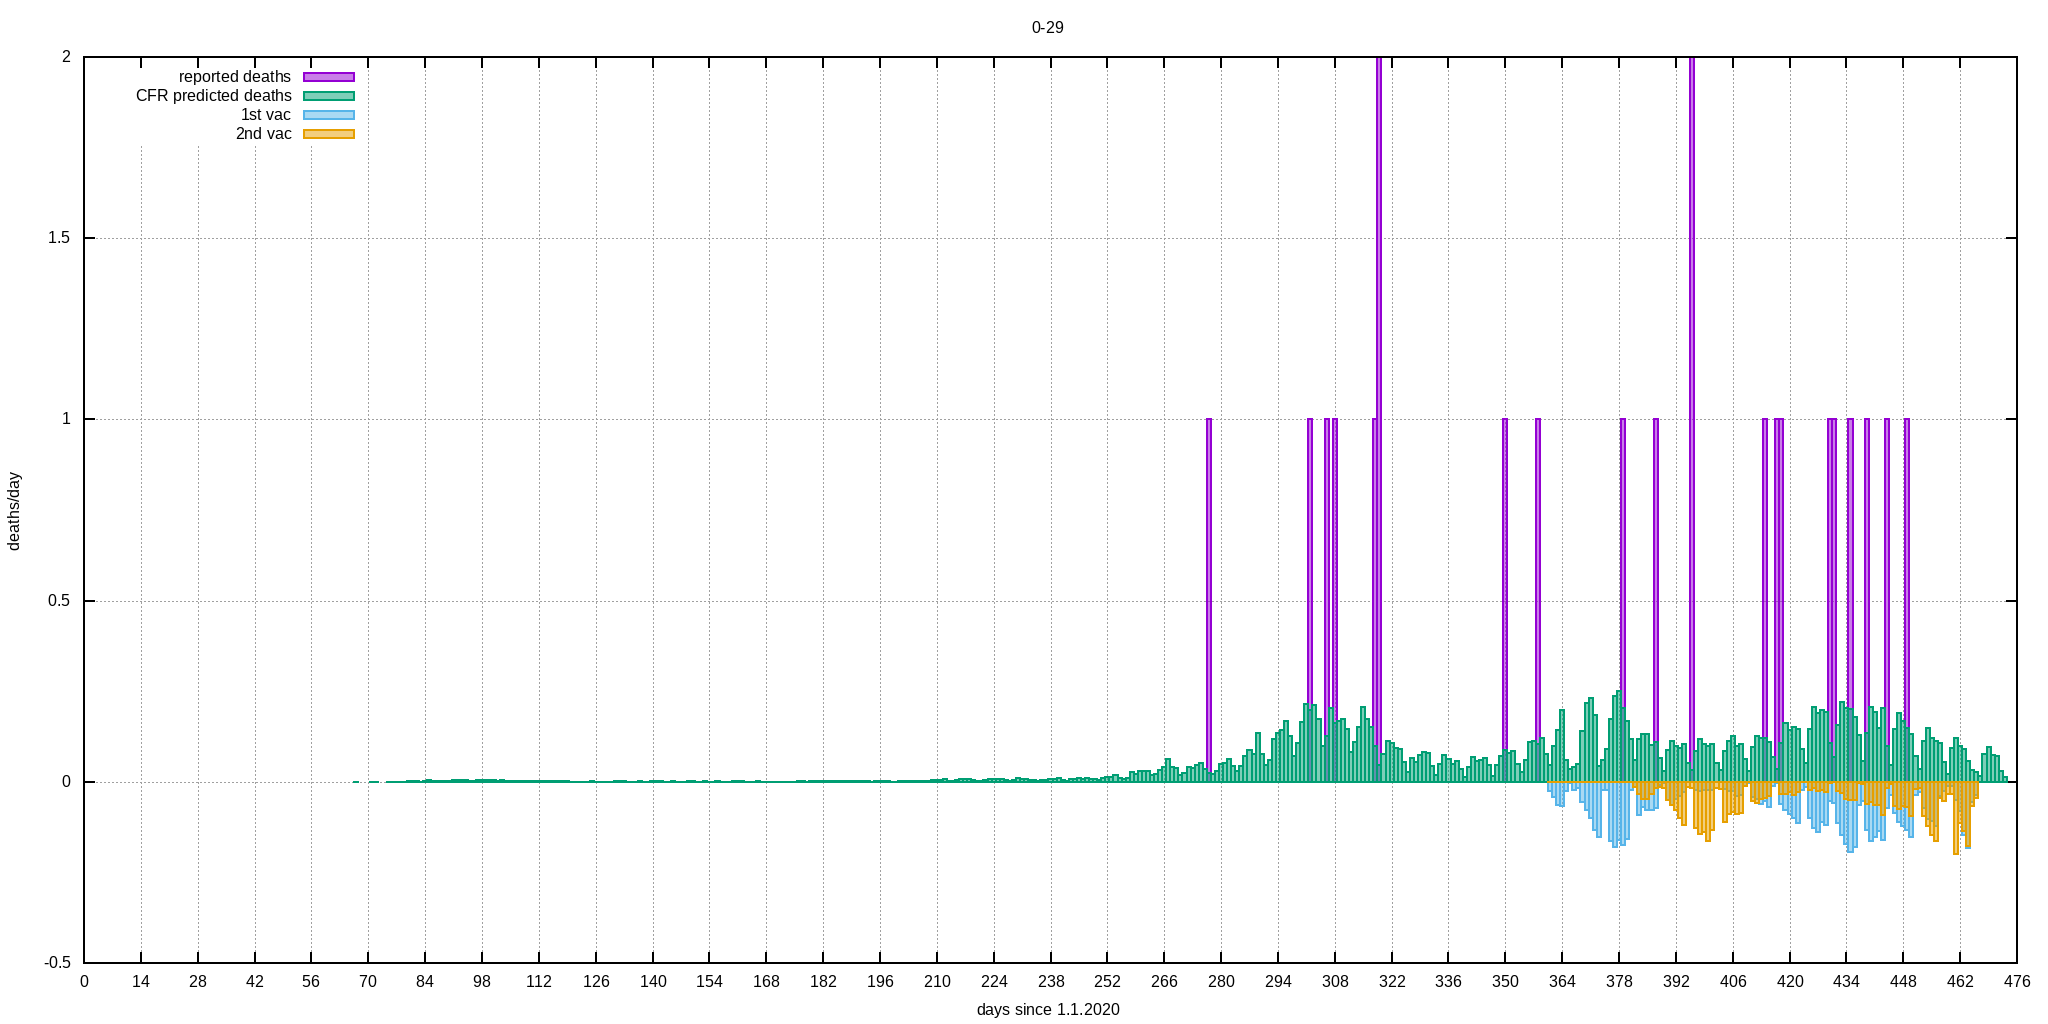 0-29
2
reported deaths
CFR predicted deaths
1st vac
2nd vac
1.5
1
deaths/day
0.5
0
-0.5
0 14 28 42 56 70 84 98 112 126 140 154 168 182 196 210 224 238 252 266 280 294 308 322 336 350 364 378 392 406 420 434 448 462 476
days since 1.1.2020